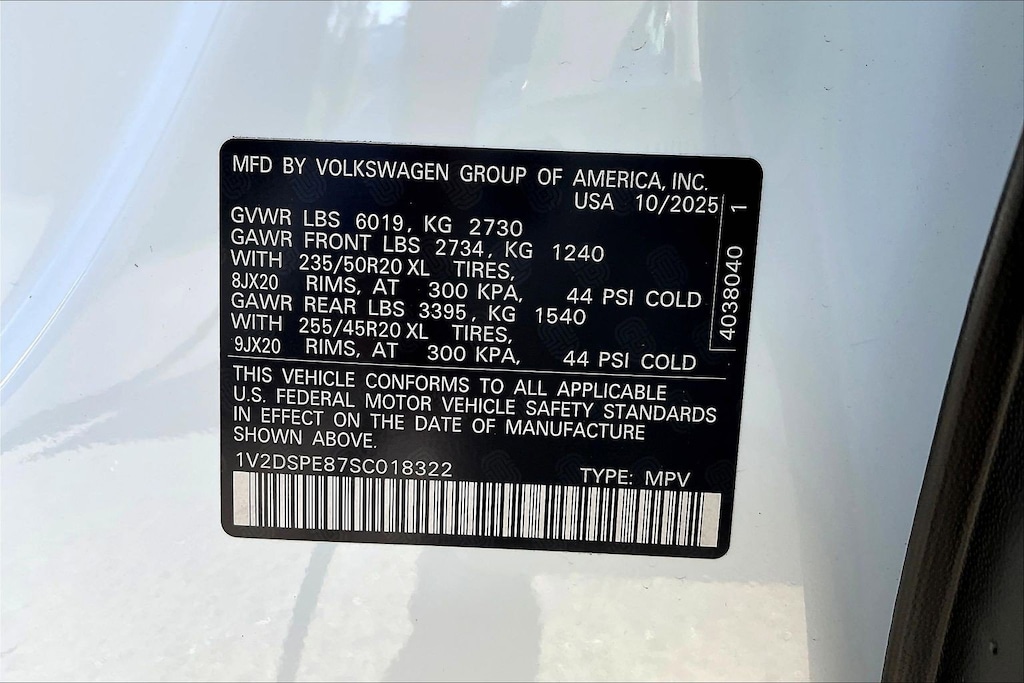 MFD BY VOLKSWAGEN GROUP OF AMERICA, INC.
USA 10/2025
GVWR LBS 6019, KG 2730
GAWR FRONT LBS 2734, KG 1240
WITH 235/50R20 XL TIRES,
8JX20 RIMS, AT 300 KPA, 44 PSI COLD
GAWR REAR LBS 3395, KG 1540
WITH 255/45R20 XL TIRES,
9JX20 RIMS, AT 300 KPA, 44 PSI COLD
4038040 1
THIS VEHICLE CONFORMS TO ALL APPLICABLE
U.S. FEDERAL MOTOR VEHICLE SAFETY STANDARDS
IN EFFECT ON THE DATE OF MANUFACTURE
SHOWN ABOVE.
1V2DSPE87SC018322 TYPE: MPV